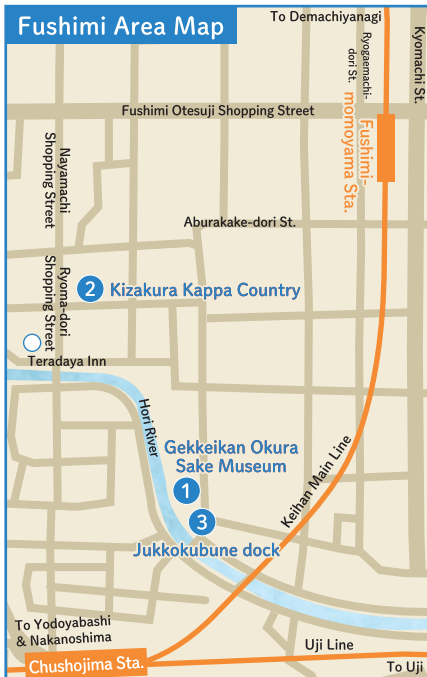 Fushimi Area Map
To Demachiyanagi
Ryogaemachi-
dori St.
Kyomachi St.
Fushimi Otesuji Shopping Street
Fushimi-
momoyama Sta.
Nayamachi
Shopping Street
Aburakake-dori St.
Ryoma-dori
Shopping Street
2 Kizakura Kappa Country
Teradaya Inn
Hori River
Gekkeikan Okura
Sake Museum
1
3
Jukkokubune dock
Keihan Main Line
To Yodoyabashi
& Nakanoshima
Chushojima Sta.
Uji Line
To Uji